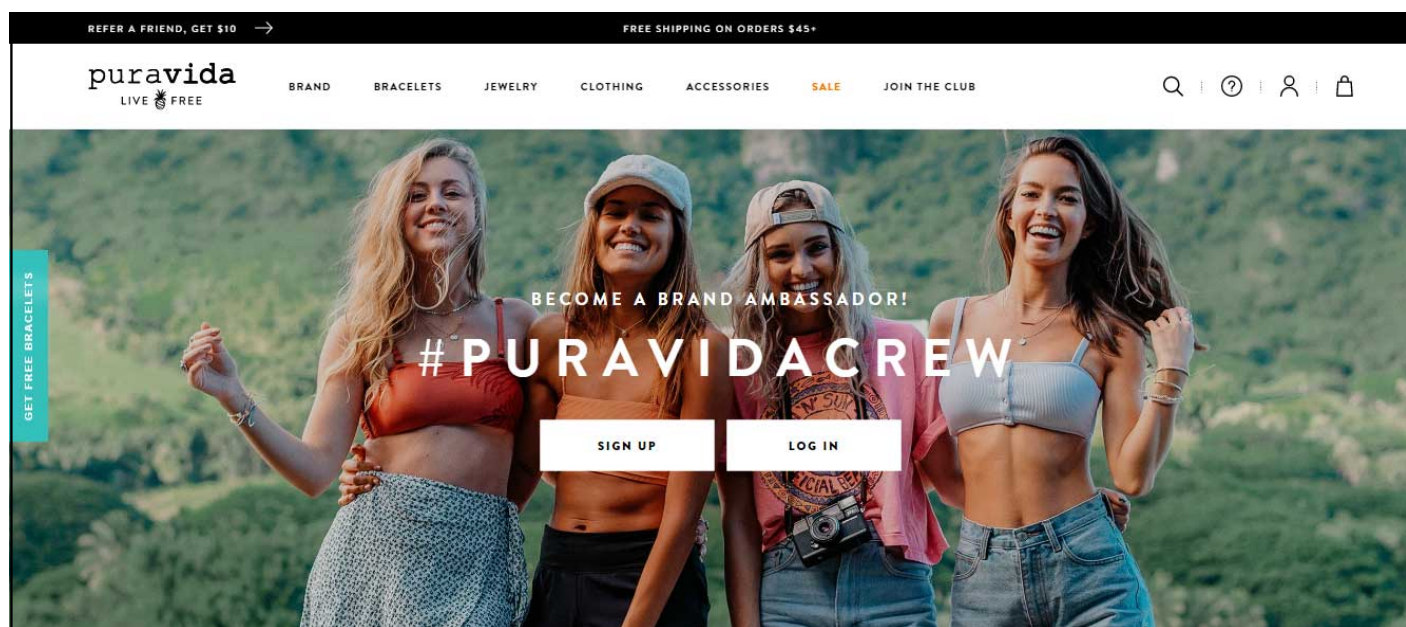 REFER A FRIEND, GET $10
FREE SHIPPING ON ORDERS $45+
puravida
LIVE FREE
BRAND
BRACELETS
JEWELRY
CLOTHING
ACCESSORIES
SALE
JOIN THE CLUB
?
GET FREE BRACELETS
BECOME A BRAND AMBASSADOR!
#PURAVIDACREW
SIGN UP
LOG IN